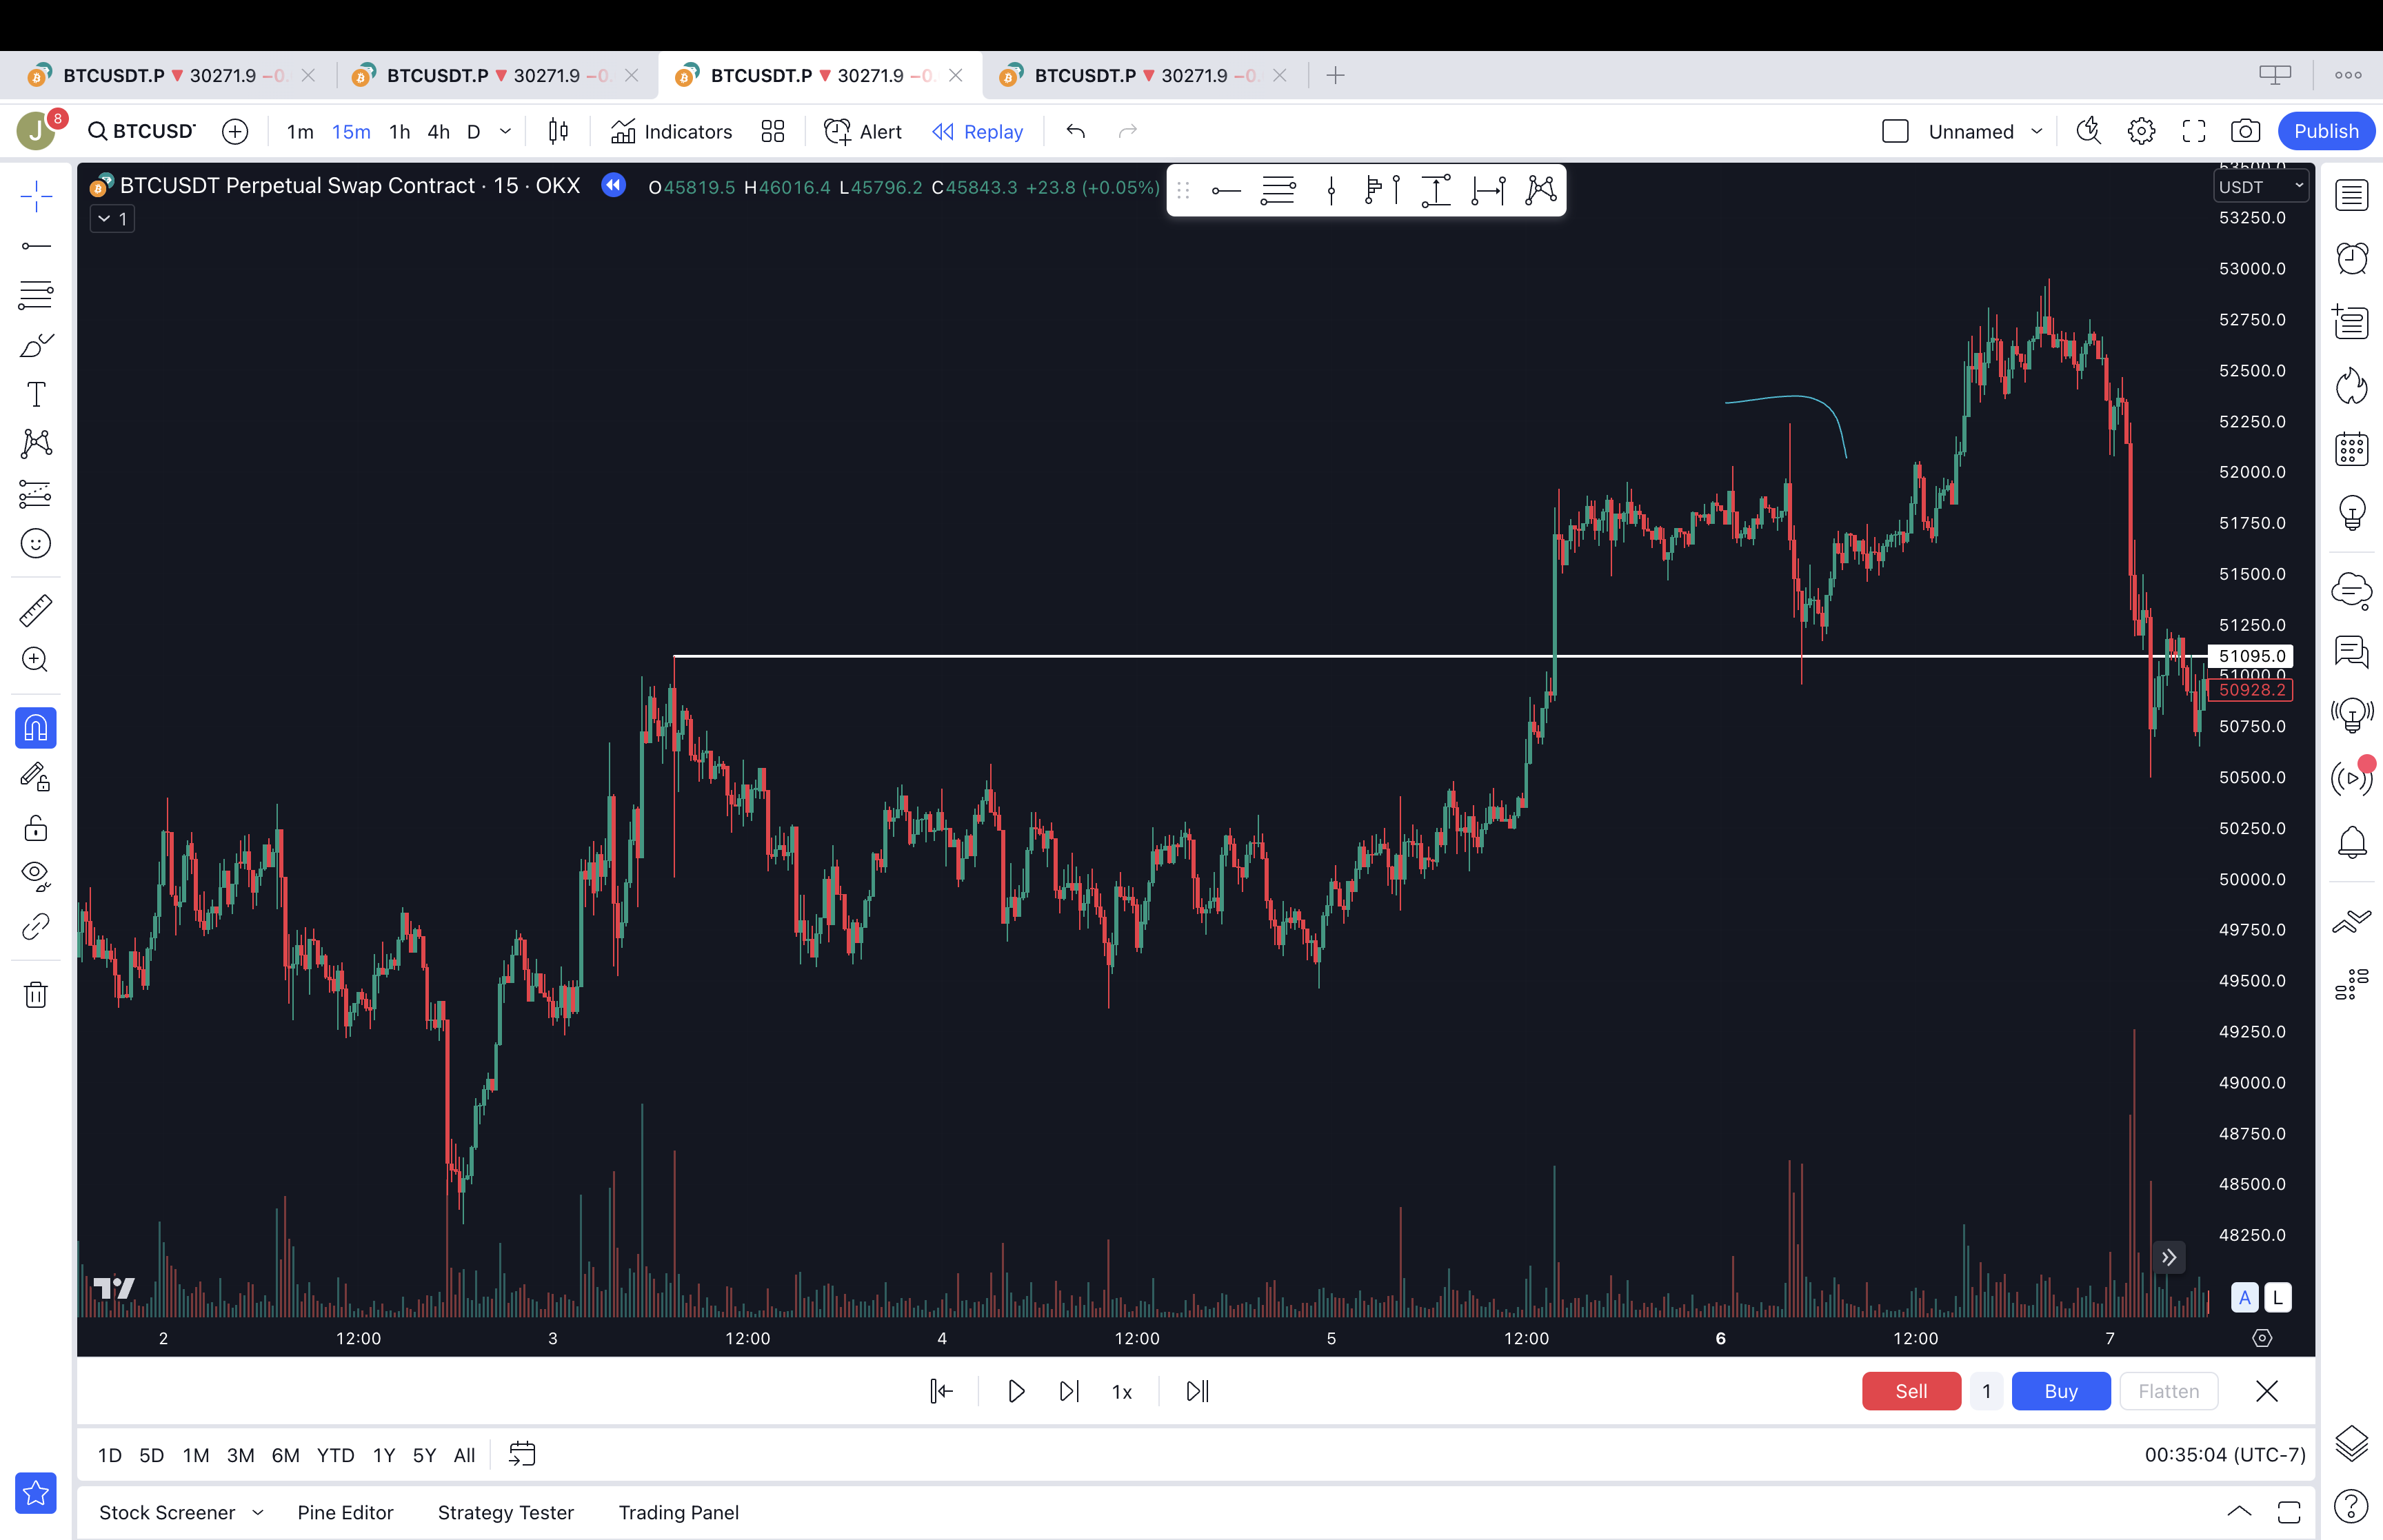 BTCUSDT.P ▼ 30271.9 −0. BTCUSDT.P ▼ 30271.9 −0. BTCUSDT.P ▼ 30271.9 −0. BTCUSDT.P ▼ 30271.9 −0.
J 8 BTCUSD 1m 15m 1h 4h D Indicators Alert Replay Unnamed Publish
BTCUSDT Perpetual Swap Contract · 15 · OKX O45819.5 H46016.4 L45796.2 C45843.3 +23.8 (+0.05%)
USDT
1
53500.0
53250.0
53000.0
52750.0
52500.0
52250.0
52000.0
51750.0
51500.0
51250.0
51095.0
51000.0
50928.2
50750.0
50500.0
50250.0
50000.0
49750.0
49500.0
49250.0
49000.0
48750.0
48500.0
48250.0
A L
2 12:00 3 12:00 4 12:00 5 12:00 6 12:00 7
1x Sell 1 Buy Flatten
1D 5D 1M 3M 6M YTD 1Y 5Y All 00:35:04 (UTC-7)
Stock Screener Pine Editor Strategy Tester Trading Panel